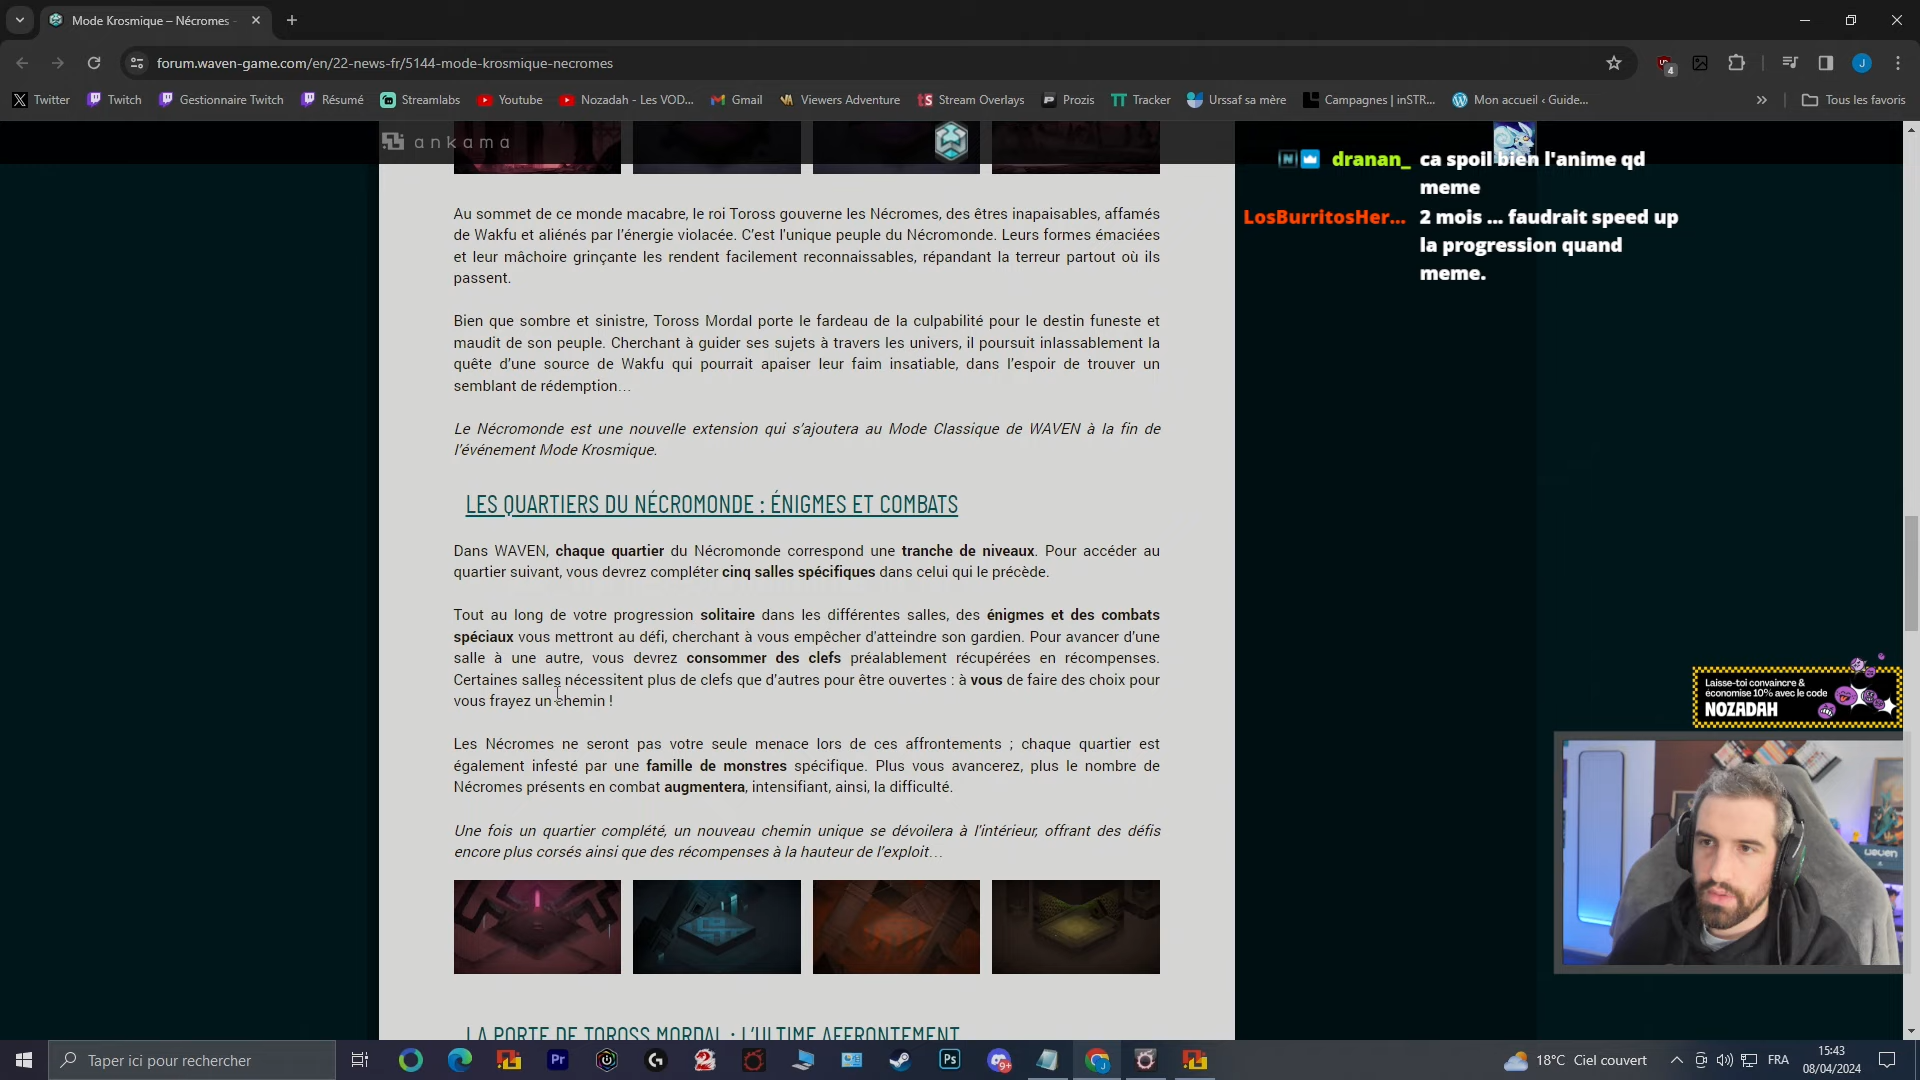 Mode Krosmique – Nécromes -
forum.waven-game.com/en/22-news-fr/5144-mode-krosmique-necromes
4
J
Twitter
Twitch
Gestionnaire Twitch
Résumé
Streamlabs
Youtube
Nozadah - Les VOD...
Gmail
Viewers Adventure
Stream Overlays
Prozis
Tracker
Urssaf sa mère
Campagnes | inSTR...
Mon accueil ‹ Guide...
»
Tous les favoris
ankama
dranan_ ca spoil bien l'anime qd
meme
LosBurritosHer... 2 mois ... faudrait speed up
la progression quand
meme.
Au sommet de ce monde macabre, le roi Toross gouverne les Nécromes, des êtres inapaisables, affamés
de Wakfu et aliénés par l'énergie violacée. C'est l'unique peuple du Nécromonde. Leurs formes émaciées
et leur mâchoire grinçante les rendent facilement reconnaissables, répandant la terreur partout où ils
passent.
Bien que sombre et sinistre, Toross Mordal porte le fardeau de la culpabilité pour le destin funeste et
maudit de son peuple. Cherchant à guider ses sujets à travers les univers, il poursuit inlassablement la
quête d'une source de Wakfu qui pourrait apaiser leur faim insatiable, dans l'espoir de trouver un
semblant de rédemption…
Le Nécromonde est une nouvelle extension qui s'ajoutera au Mode Classique de WAVEN à la fin de
l'événement Mode Krosmique.
LES QUARTIERS DU NÉCROMONDE : ÉNIGMES ET COMBATS
Dans WAVEN, chaque quartier du Nécromonde correspond une tranche de niveaux. Pour accéder au
quartier suivant, vous devrez compléter cinq salles spécifiques dans celui qui le précède.
Tout au long de votre progression solitaire dans les différentes salles, des énigmes et des combats
spéciaux vous mettront au défi, cherchant à vous empêcher d'atteindre son gardien. Pour avancer d'une
salle à une autre, vous devrez consommer des clefs préalablement récupérées en récompenses.
Certaines salles nécessitent plus de clefs que d'autres pour être ouvertes : à vous de faire des choix pour
vous frayez un chemin !
Les Nécromes ne seront pas votre seule menace lors de ces affrontements ; chaque quartier est
également infesté par une famille de monstres spécifique. Plus vous avancerez, plus le nombre de
Nécromes présents en combat augmentera, intensifiant, ainsi, la difficulté.
Une fois un quartier complété, un nouveau chemin unique se dévoilera à l'intérieur, offrant des défis
encore plus corsés ainsi que des récompenses à la hauteur de l'exploit…
LA PORTE DE TOROSS MORDAL : L'ULTIME AFFRONTEMENT
Laisse-toi convaincre &
économise 10% avec le code
NOZADAH
Taper ici pour rechercher
Pr
Ps
9+
18°C Ciel couvert
FRA
15:43
08/04/2024